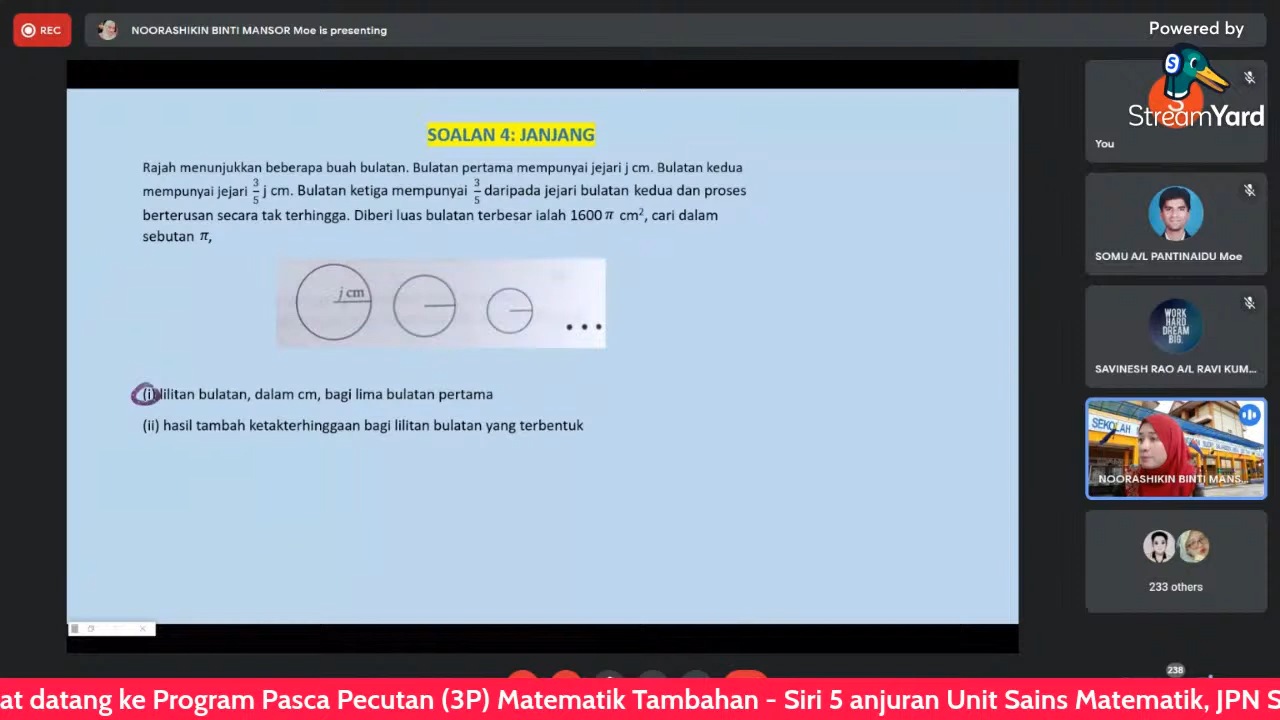 REC
NOORASHIKIN BINTI MANSOR Moe is presenting
Powered by
StreamYard
S
You
SOALAN 4: JANJANG
Rajah menunjukkan beberapa buah bulatan. Bulatan pertama mempunyai jejari j cm. Bulatan kedua
mempunyai jejari 3/5 j cm. Bulatan ketiga mempunyai 3/5 daripada jejari bulatan kedua dan proses
berterusan secara tak terhingga. Diberi luas bulatan terbesar ialah 1600 π cm², cari dalam
sebutan π,
j cm
(i) lilitan bulatan, dalam cm, bagi lima bulatan pertama
(ii) hasil tambah ketakterhinggaan bagi lilitan bulatan yang terbentuk
SOMU A/L PANTINAIDU Moe
WORK
HARD
DREAM
BIG.
SAVINESH RAO A/L RAVI KUM...
SEKOLAH
NOORASHIKIN BINTI MANS...
233 others
238
at datang ke Program Pasca Pecutan (3P) Matematik Tambahan - Siri 5 anjuran Unit Sains Matematik, JPN S